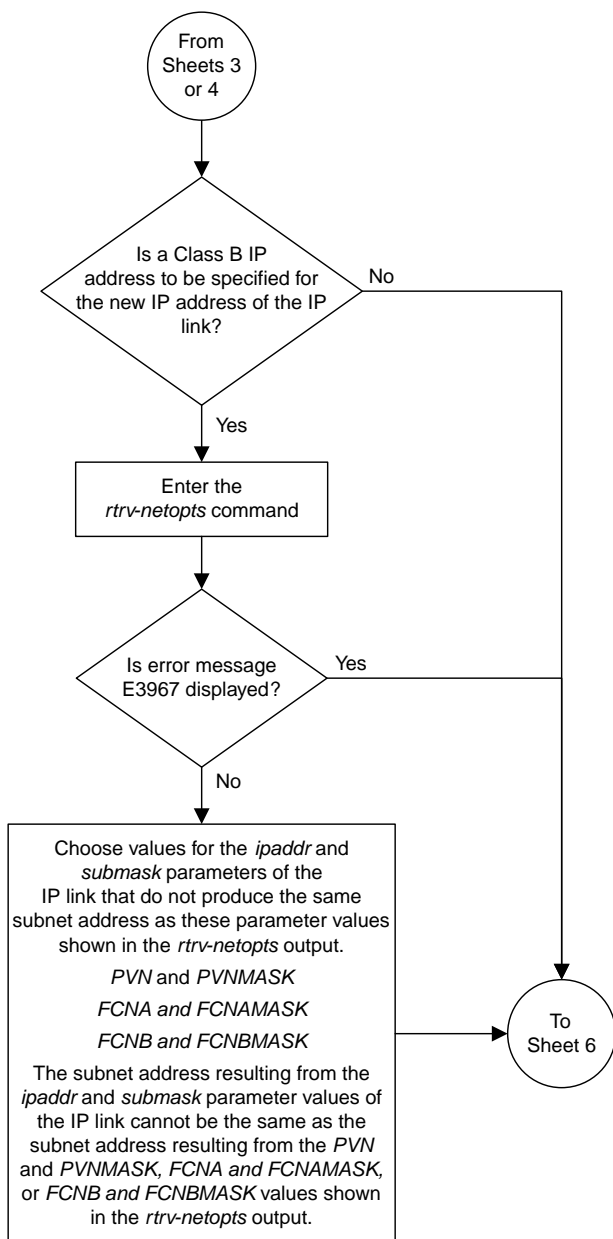 From
Sheets 3
or 4
Is a Class B IP
address to be specified for
the new IP address of the IP
link?
No
Yes
Enter the
rtrv-netopts command
Is error message
E3967 displayed?
Yes
No
Choose values for the ipaddr and
submask parameters of the
IP link that do not produce the same
subnet address as these parameter values
shown in the rtrv-netopts output.
PVN and PVNMASK
FCNA and FCNAMASK
FCNB and FCNBMASK
The subnet address resulting from the
ipaddr and submask parameter values of
the IP link cannot be the same as the
subnet address resulting from the PVN
and PVNMASK, FCNA and FCNAMASK,
or FCNB and FCNBMASK values shown
in the rtrv-netopts output.
To
Sheet 6